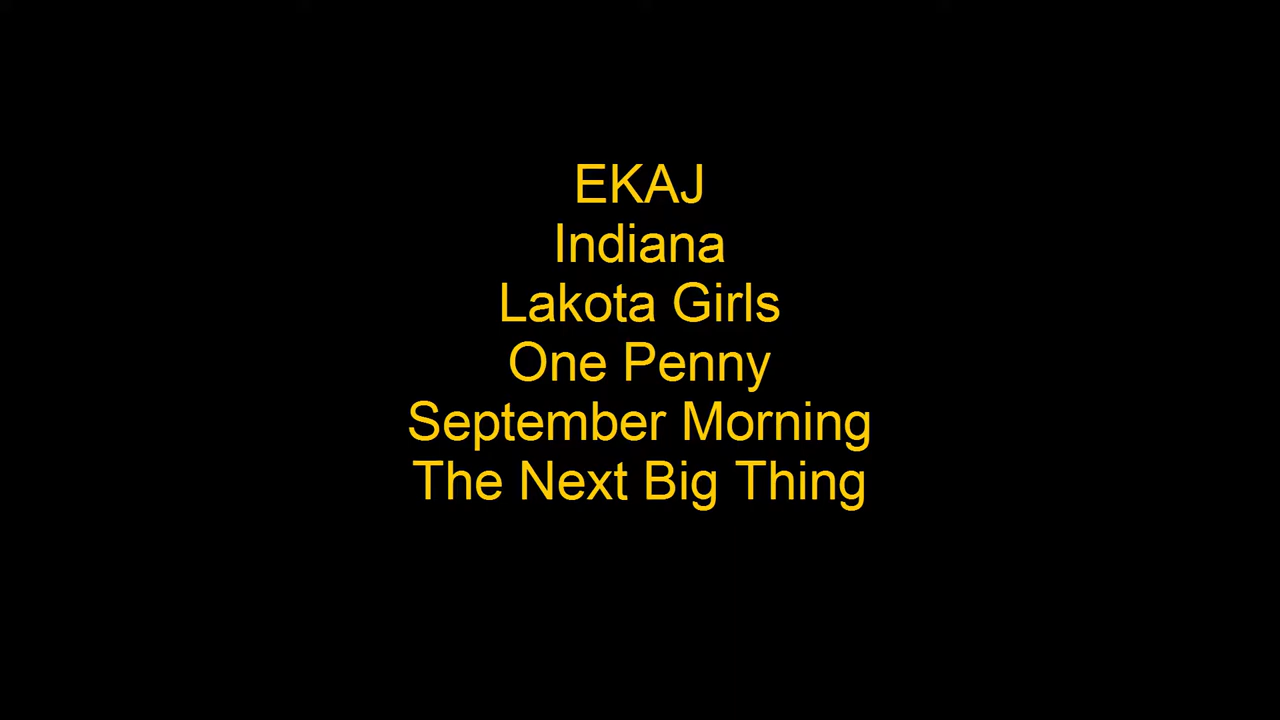 EKAJ
Indiana
Lakota Girls
One Penny
September Morning
The Next Big Thing